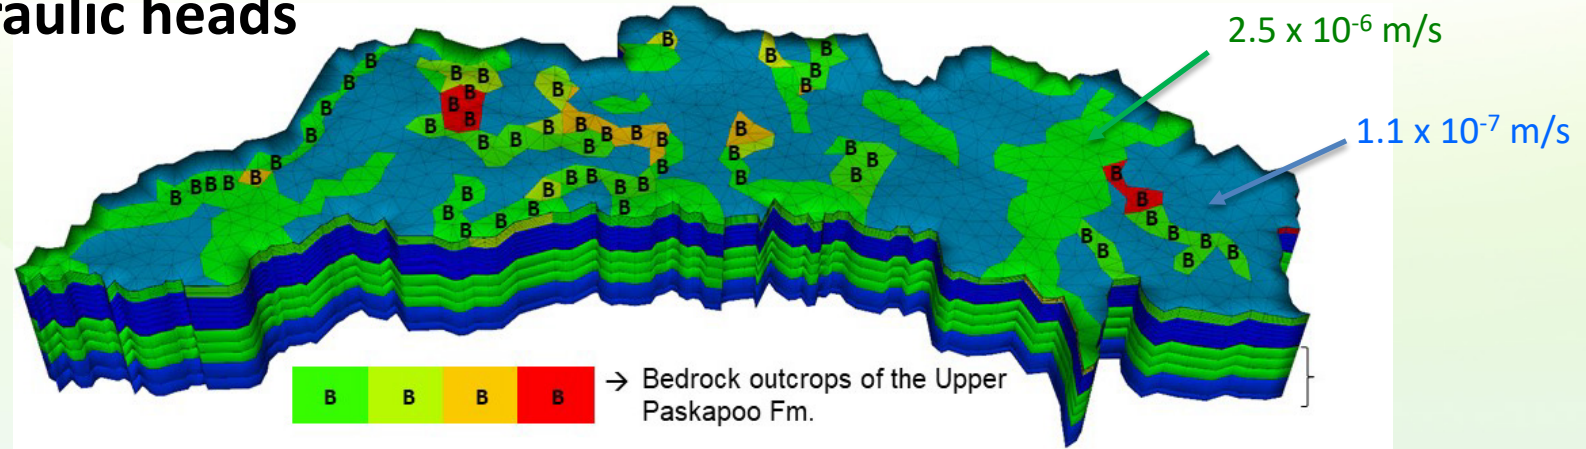 raulic heads
2.5 x 10⁻⁶ m/s
1.1 x 10⁻⁷ m/s
B B B B B B B B B B B B B B B B B B B B B B B B B B B B B B B B B B B B B B B B B B B B B B B B B B B B B B B B B B B B B B
B B B B → Bedrock outcrops of the Upper
Paskapoo Fm.